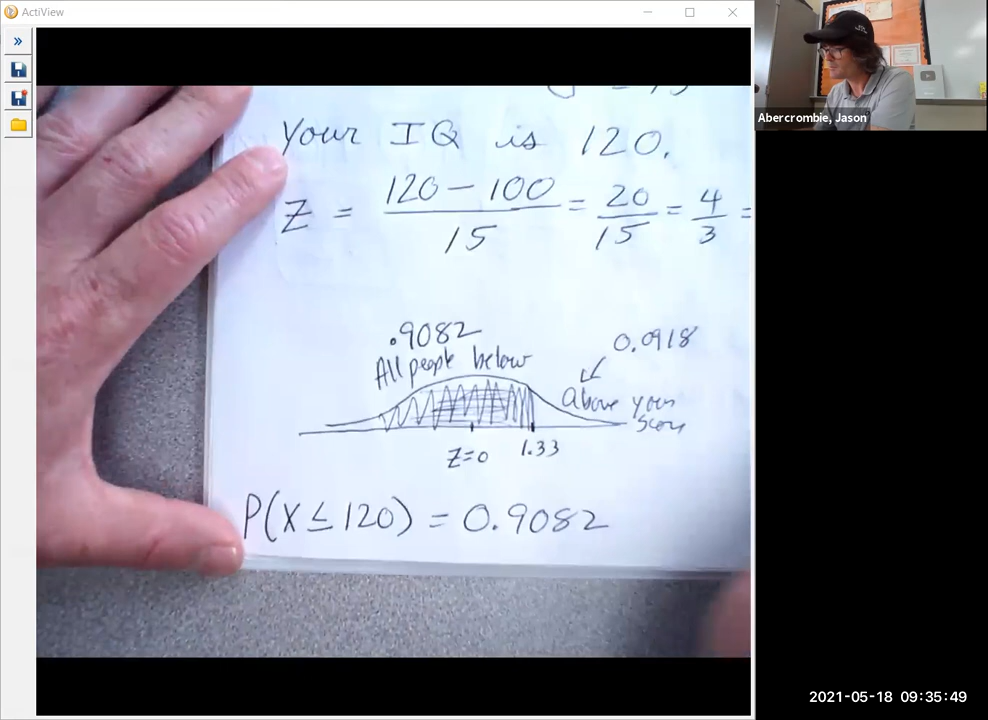 ActiView
Abercrombie, Jason
Your IQ is 120.
Z = 120 - 100 / 15 = 20 / 15 = 4 / 3 =
.9082
All people below
0.0918
Above your
score
Z=0
1.33
P(X ≤ 120) = 0.9082
2021-05-18 09:35:49